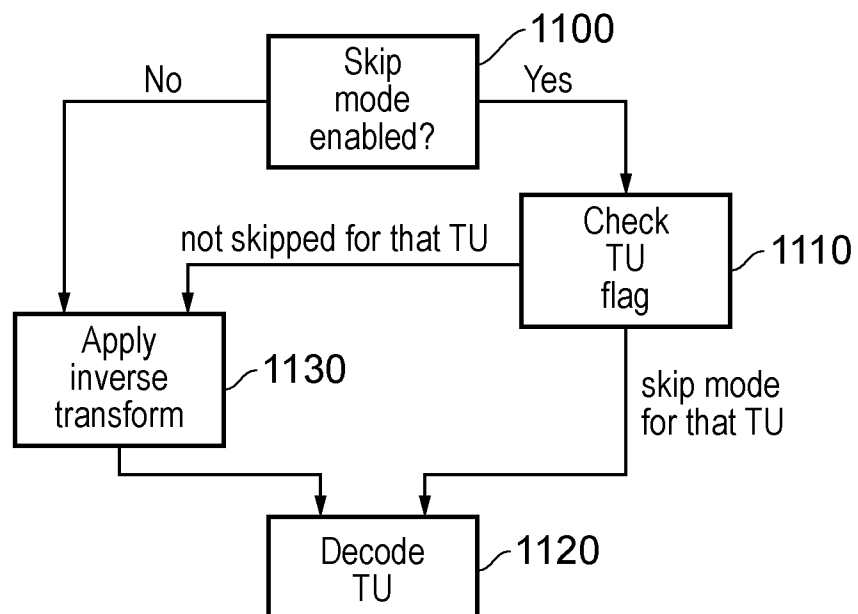 1100
Skip
mode
enabled?
No
Yes
Check
TU
flag
1110
not skipped for that TU
Apply
inverse
transform
1130
skip mode
for that TU
Decode
TU
1120